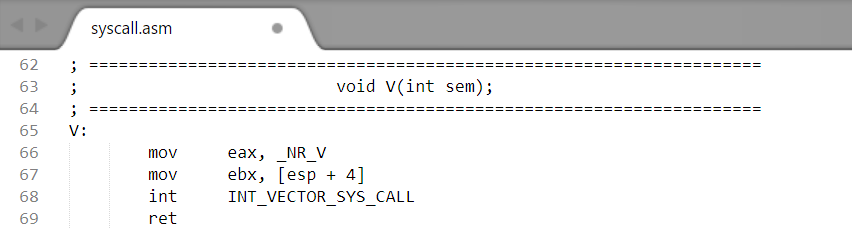 syscall.asm
62 ; ====================================================================
63 ;                          void V(int sem);
64 ; ====================================================================
65 V:
66         mov     eax, _NR_V
67         mov     ebx, [esp + 4]
68         int     INT_VECTOR_SYS_CALL
69         ret